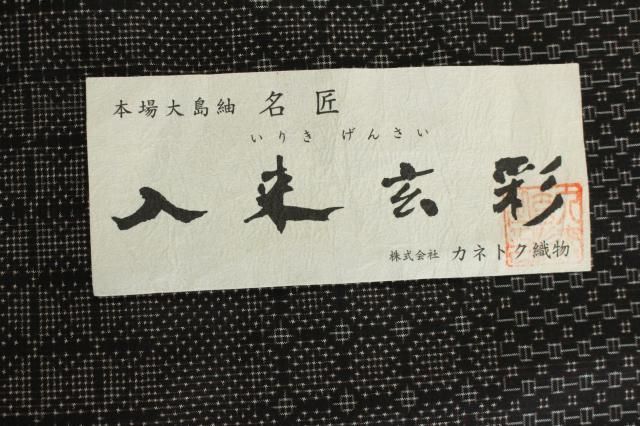 本場大島紬 名匠
いりき げんさい
入来玄彩
株式会社 カネトク織物